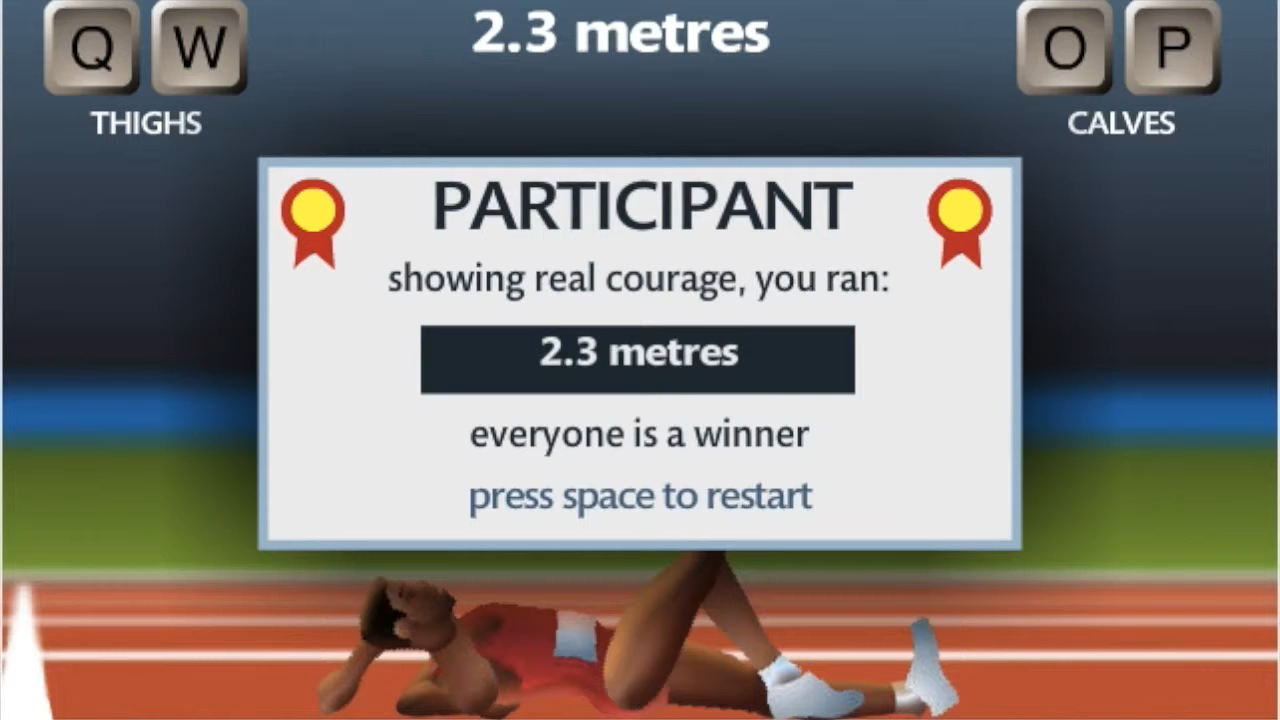 Q W
2.3 metres
O P
THIGHS
CALVES
PARTICIPANT
showing real courage, you ran:
2.3 metres
everyone is a winner
press space to restart